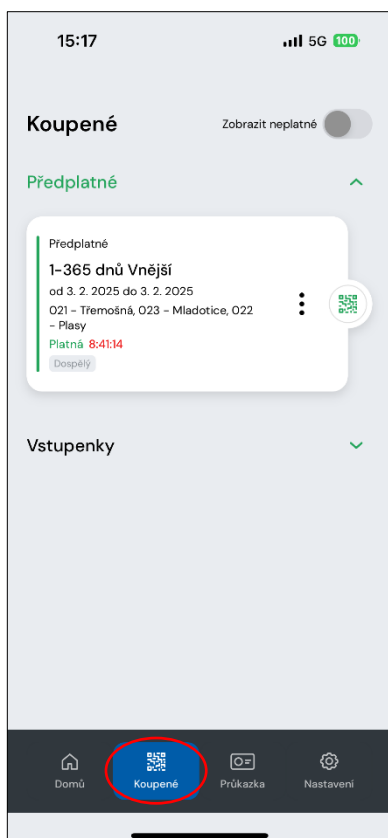 15:17
5G 100
Koupené
Zobrazit neplatné
Předplatné
Předplatné
1-365 dnů Vnější
od 3. 2. 2025 do 3. 2. 2025
021 - Třemošná, 023 - Mladotice, 022
- Plasy
Platná 8:41:14
Dospělý
Vstupenky
Domů
Koupené
Průkazka
Nastavení